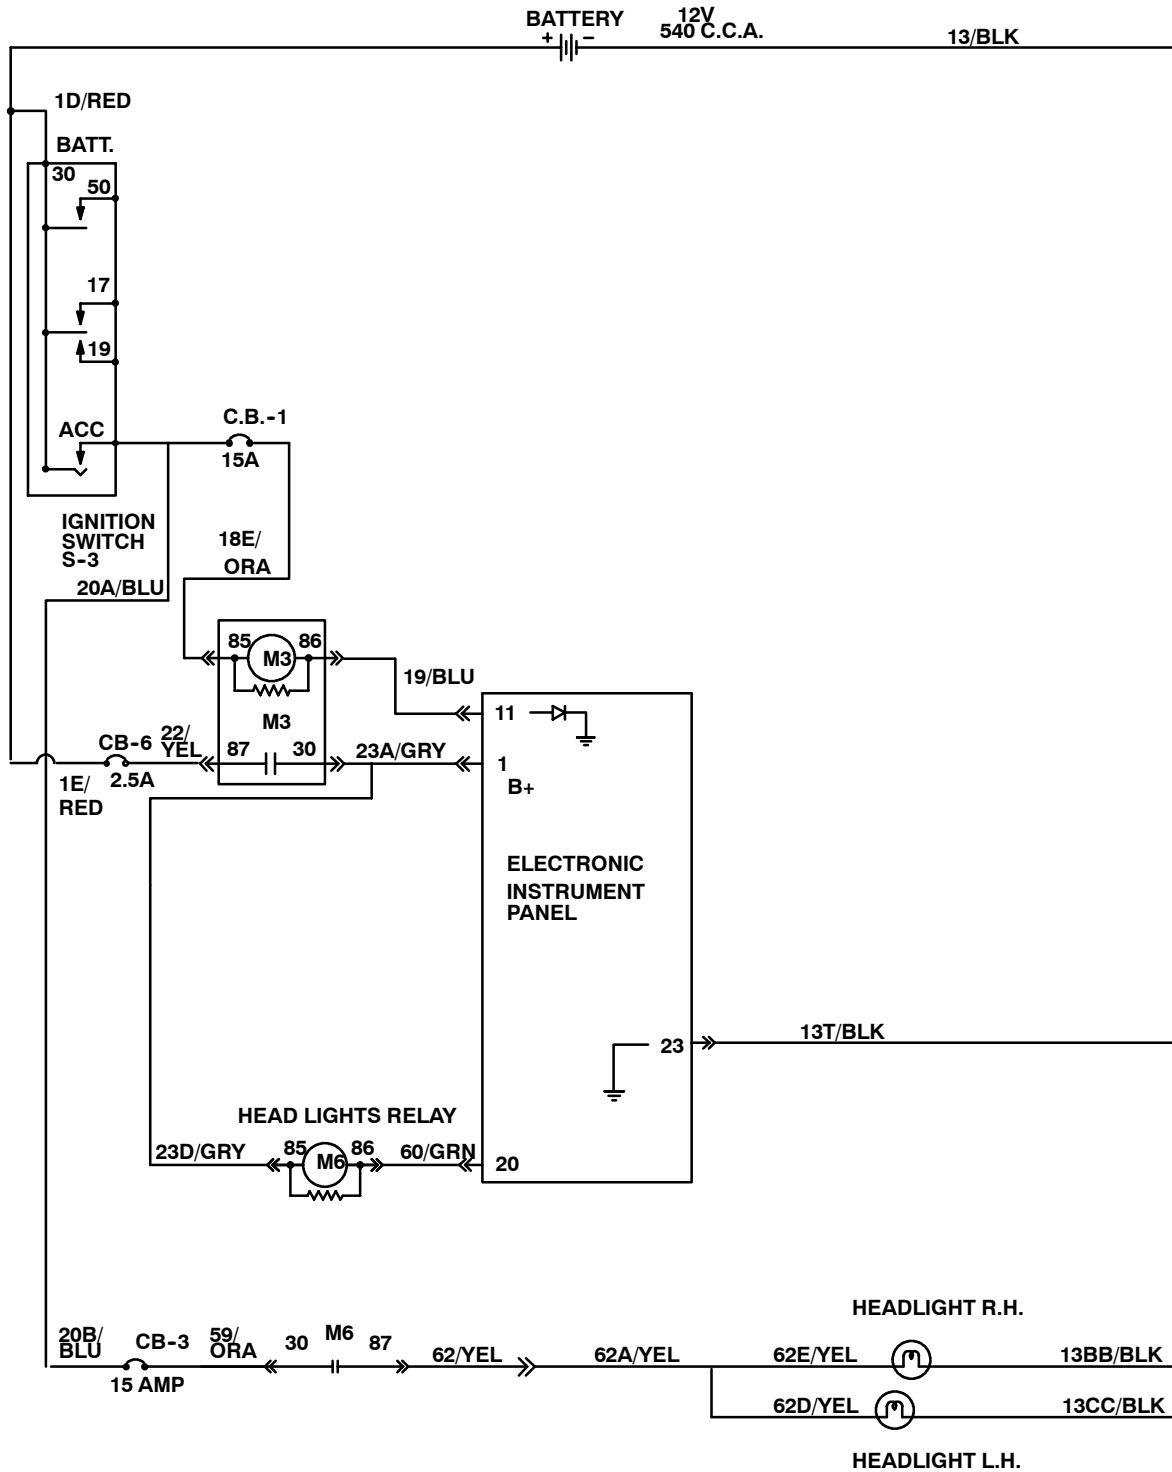 BATTERY
12V
540 C.C.A.
+ −
13/BLK
1D/RED
BATT.
30
50
17
19
ACC
C.B.-1
15A
IGNITION
SWITCH
S-3
18E/
ORA
20A/BLU
85
M3
86
19/BLU
11
M3
CB-6
22/
YEL
87
30
23A/GRY
1
B+
2.5A
1E/
RED
ELECTRONIC
INSTRUMENT
PANEL
23
13T/BLK
HEAD LIGHTS RELAY
23D/GRY
85
M6
86
60/GRN
20
HEADLIGHT R.H.
20B/
BLU
CB-3
59/
ORA
30
M6
87
62/YEL
62A/YEL
62E/YEL
13BB/BLK
15 AMP
62D/YEL
13CC/BLK
HEADLIGHT L.H.